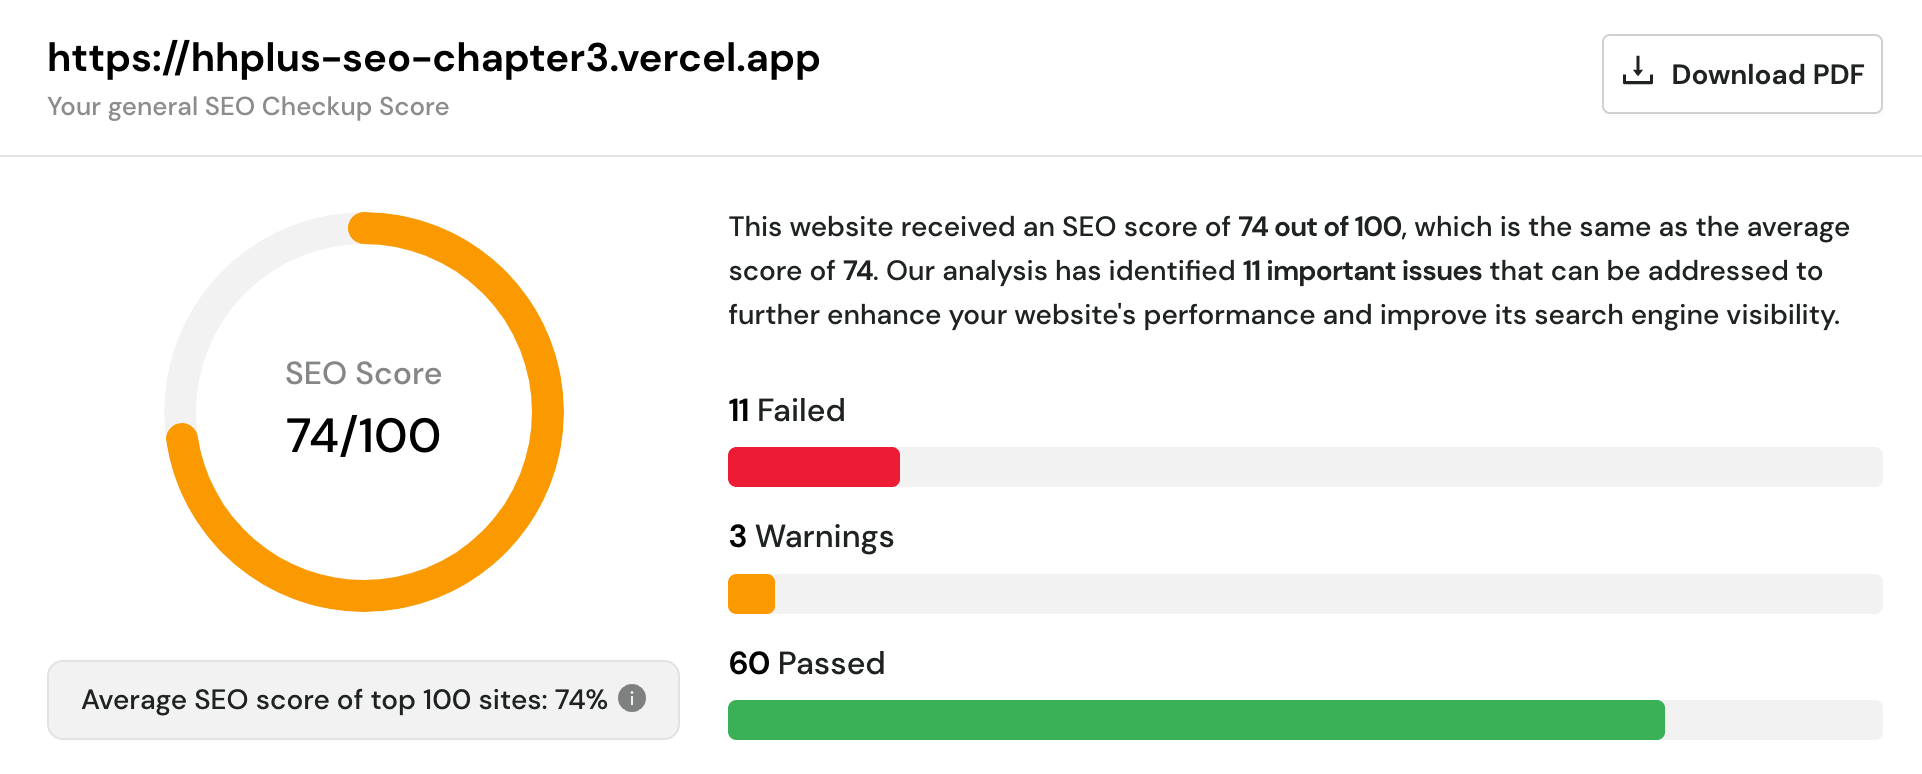 https://hhplus-seo-chapter3.vercel.app
Your general SEO Checkup Score
Download PDF
SEO Score
74/100
Average SEO score of top 100 sites: 74%
This website received an SEO score of 74 out of 100, which is the same as the average
score of 74. Our analysis has identified 11 important issues that can be addressed to
further enhance your website's performance and improve its search engine visibility.
11 Failed
3 Warnings
60 Passed